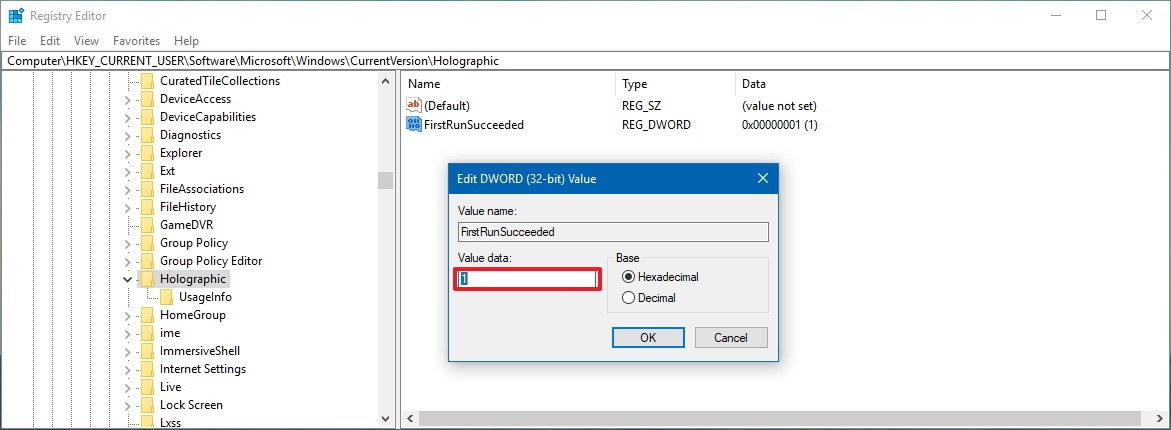 Registry Editor
File Edit View Favorites Help
Computer\HKEY_CURRENT_USER\Software\Microsoft\Windows\CurrentVersion\Holographic
CuratedTileCollections
DeviceAccess
DeviceCapabilities
Diagnostics
Explorer
Ext
FileAssociations
FileHistory
GameDVR
Group Policy
Group Policy Editor
Holographic
UsageInfo
HomeGroup
ime
ImmersiveShell
Internet Settings
Live
Lock Screen
Lxss
Name Type Data
ab (Default) REG_SZ (value not set)
FirstRunSucceeded REG_DWORD 0x00000001 (1)
Edit DWORD (32-bit) Value
Value name:
FirstRunSucceeded
Value data:
1
Base
Hexadecimal
Decimal
OK Cancel